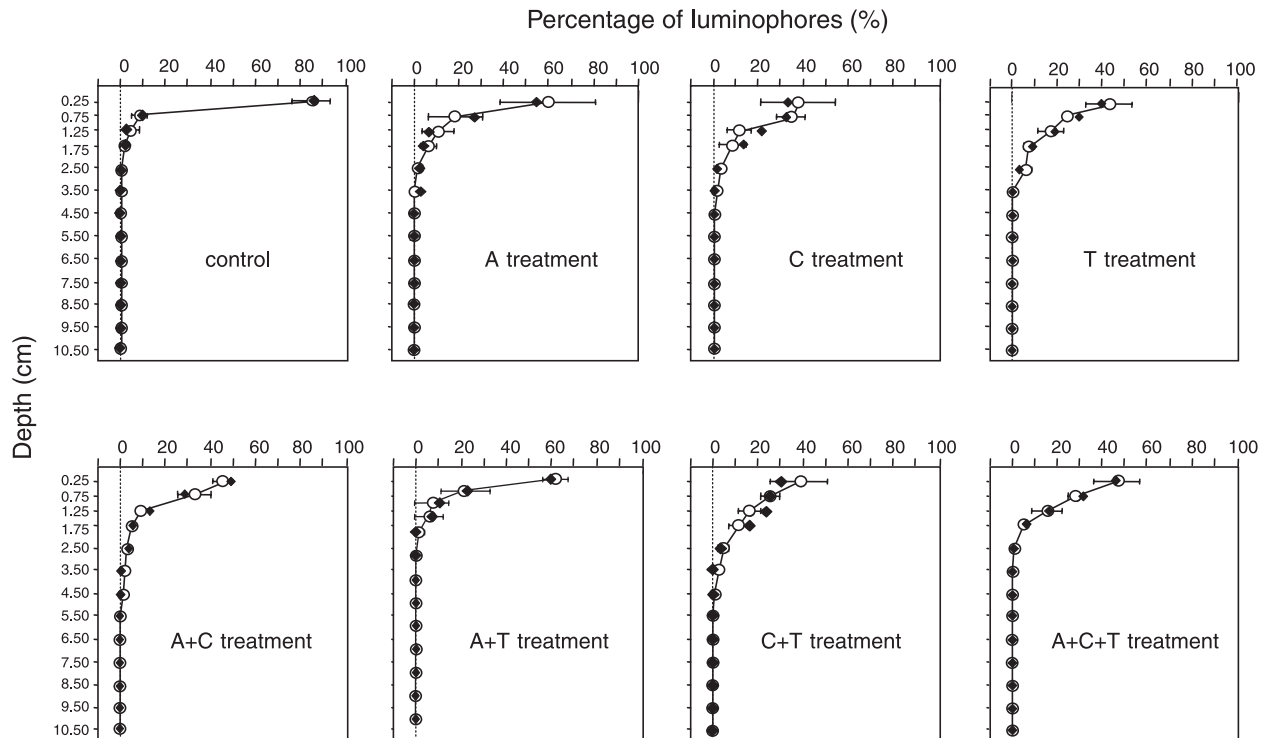 Percentage of luminophores (%)
0 20 40 60 80 100
0 20 40 60 80 100
0 20 40 60 80 100
0 20 40 60 80 100
0.25
0.75
1.25
1.75
2.50
3.50
4.50
5.50
6.50
7.50
8.50
9.50
10.50
control
A treatment
C treatment
T treatment
Depth (cm)
0 20 40 60 80 100
0 20 40 60 80 100
0 20 40 60 80 100
0 20 40 60 80 100
0.25
0.75
1.25
1.75
2.50
3.50
4.50
5.50
6.50
7.50
8.50
9.50
10.50
A+C treatment
A+T treatment
C+T treatment
A+C+T treatment